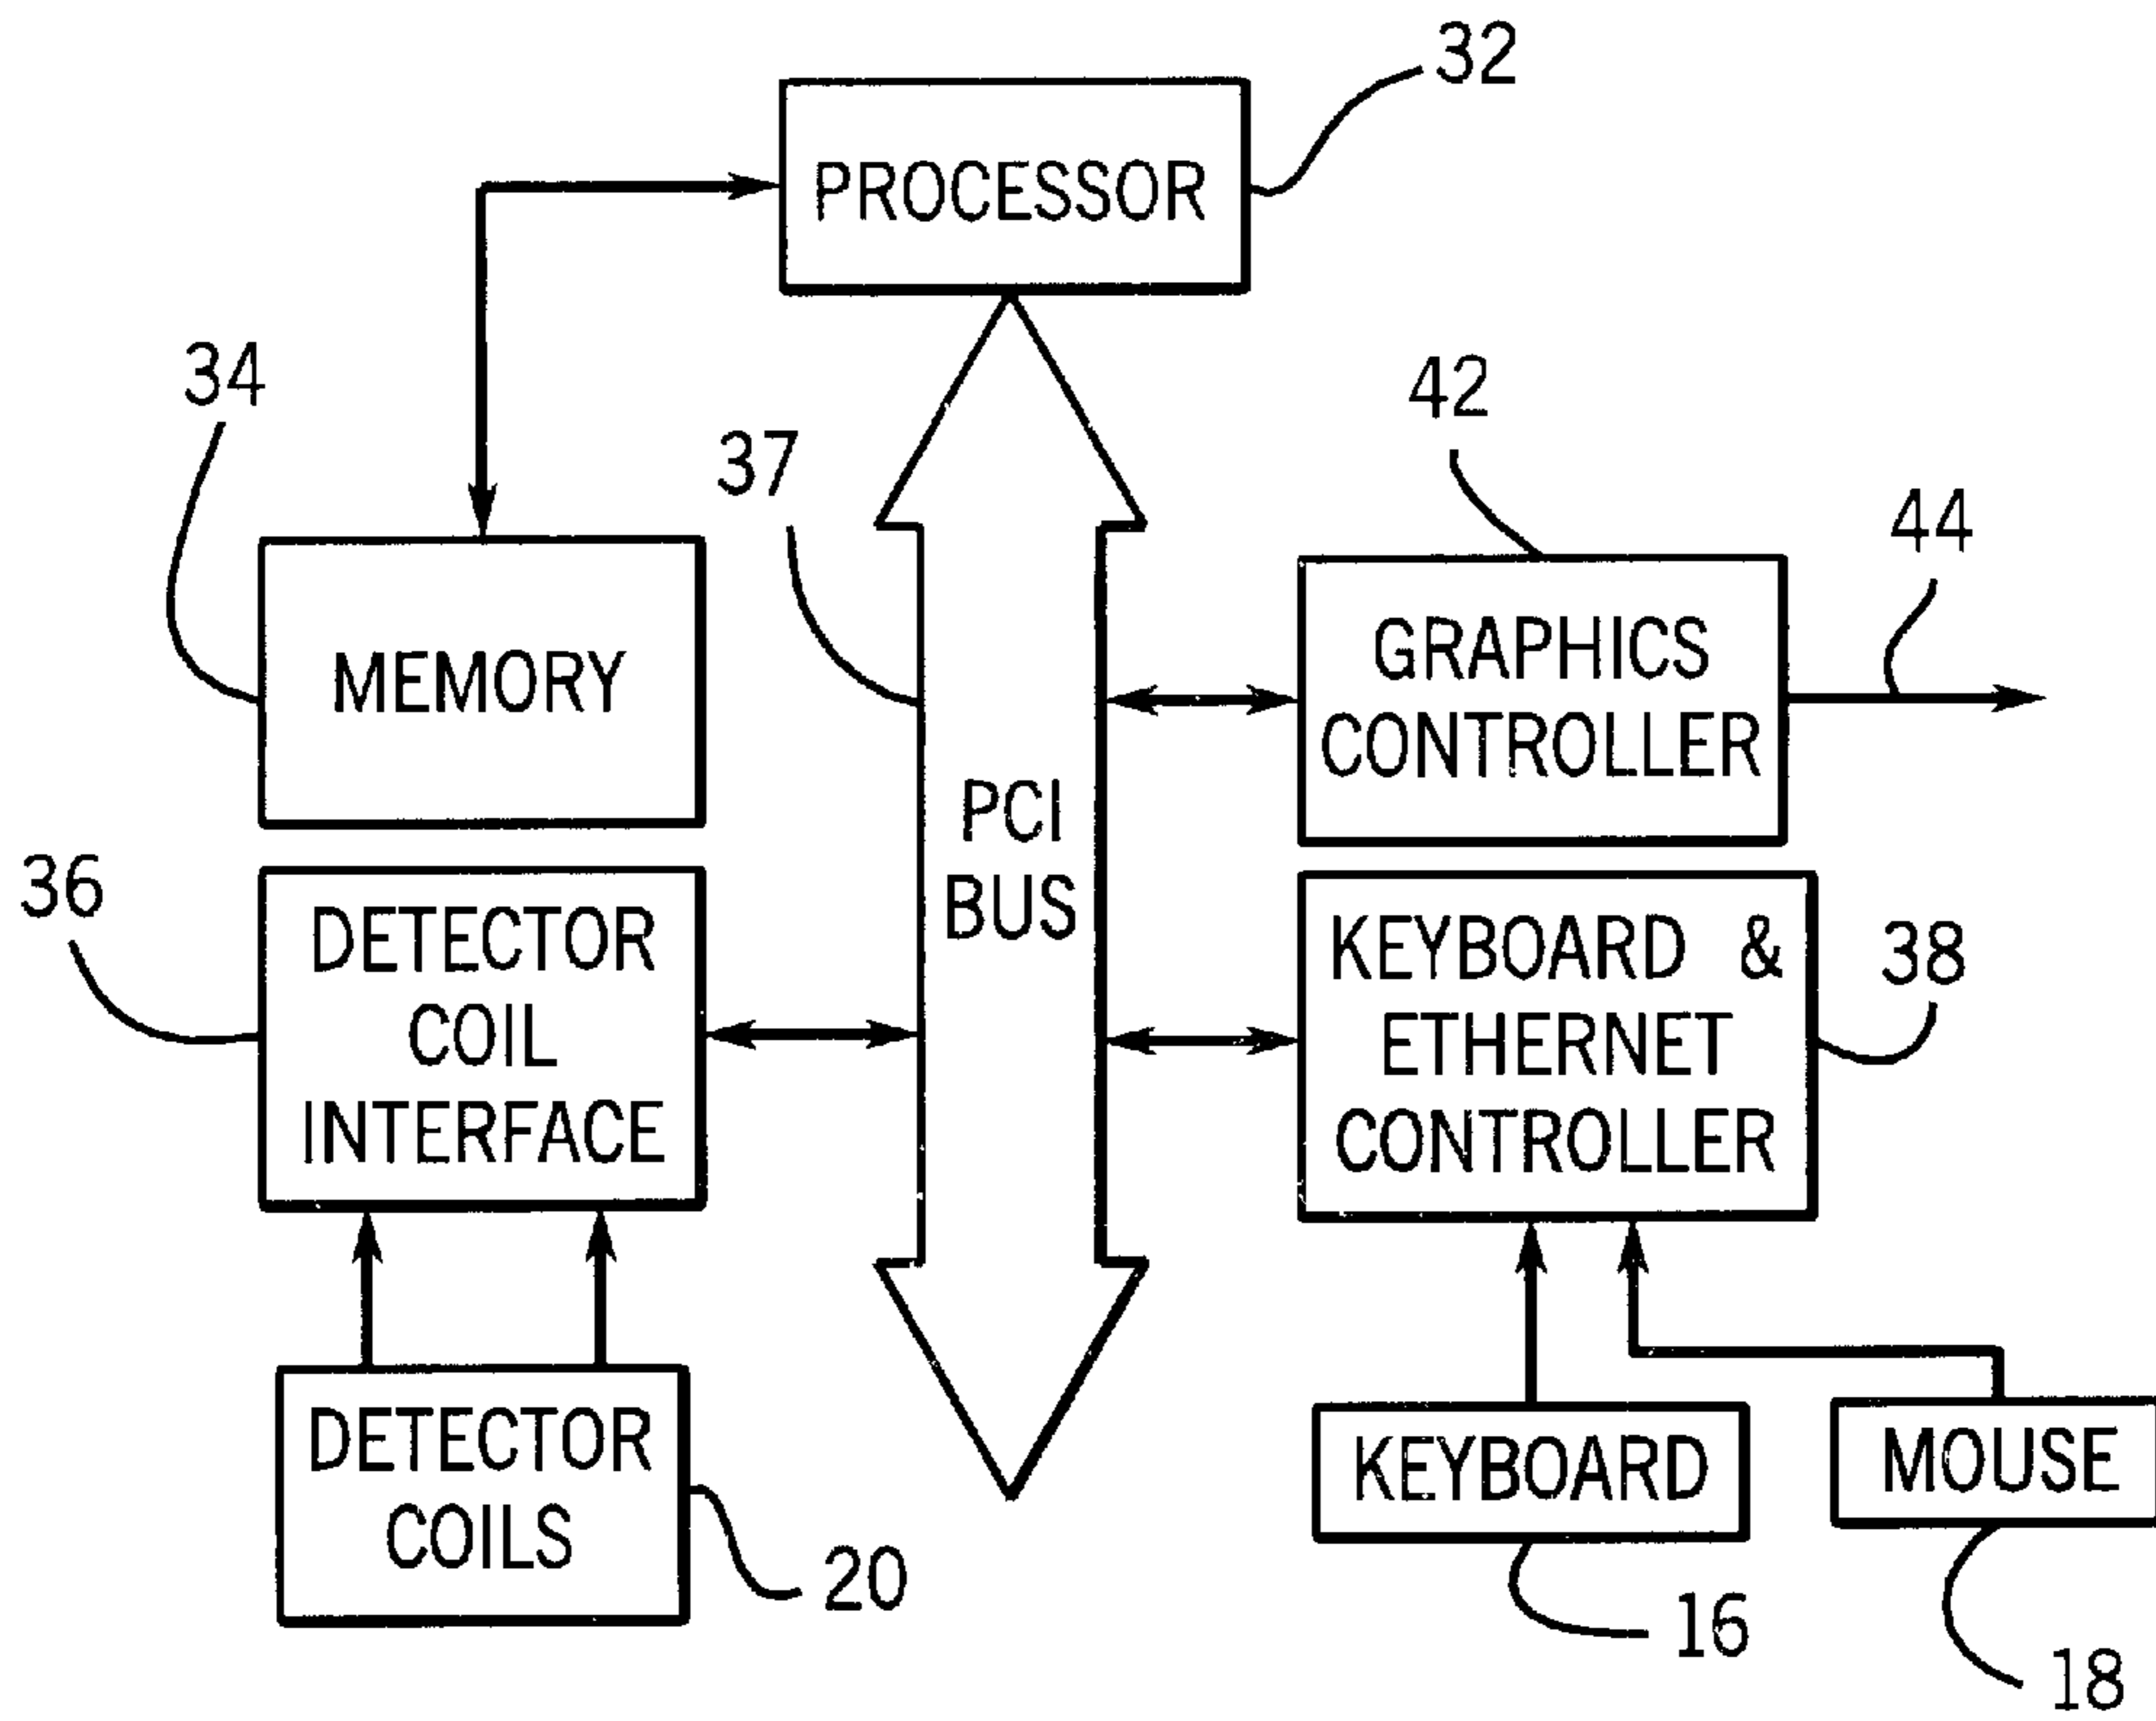 32
PROCESSOR
34
37
42
44
MEMORY
GRAPHICS
CONTROLLER
PCI
BUS
36
DETECTOR
COIL
INTERFACE
KEYBOARD &
ETHERNET
CONTROLLER
38
DETECTOR
COILS
20
KEYBOARD
MOUSE
16
18